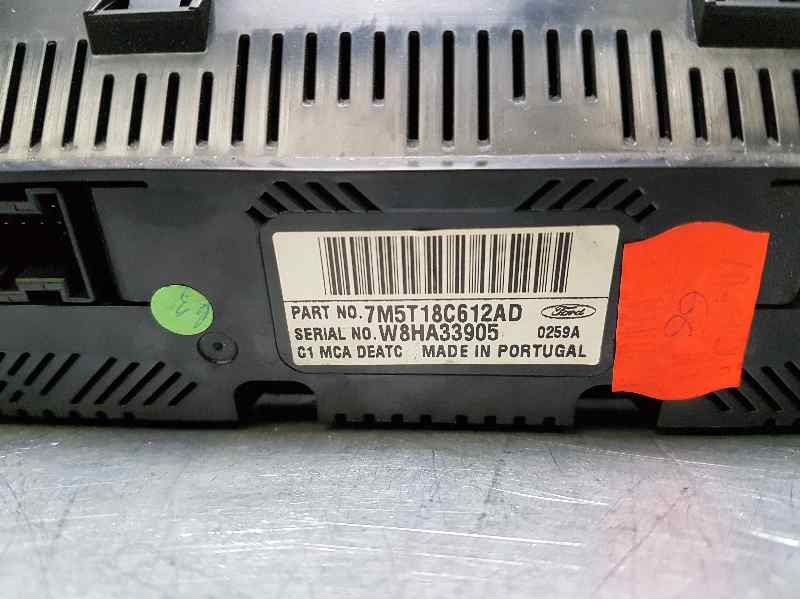 PART NO. 7M5T18C612AD Ford
SERIAL NO. W8HA33905 0259A
C1 MCA DEATC MADE IN PORTUGAL